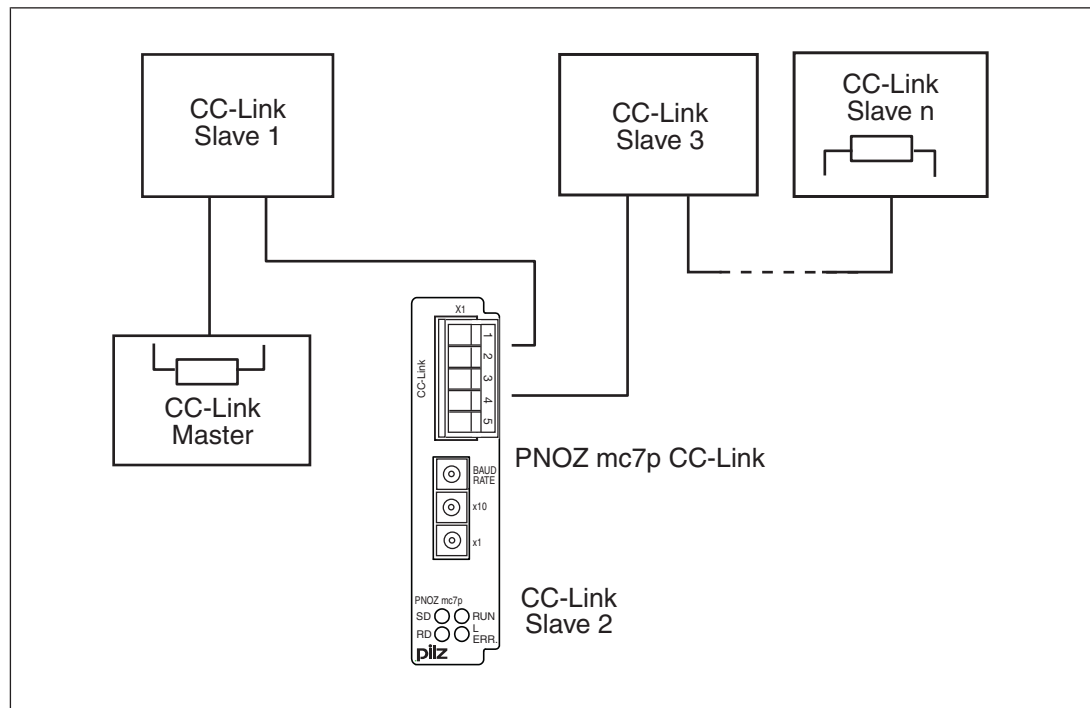 CC-Link
Slave 1
CC-Link
Slave 3
CC-Link
Slave n
CC-Link
Master
X1
CC-Link
1
2
3
4
5
PNOZ mc7p CC-Link
BAUD
RATE
x10
x1
CC-Link
Slave 2
PNOZ mc7p
SD RUN
RD L
ERR.
pilz